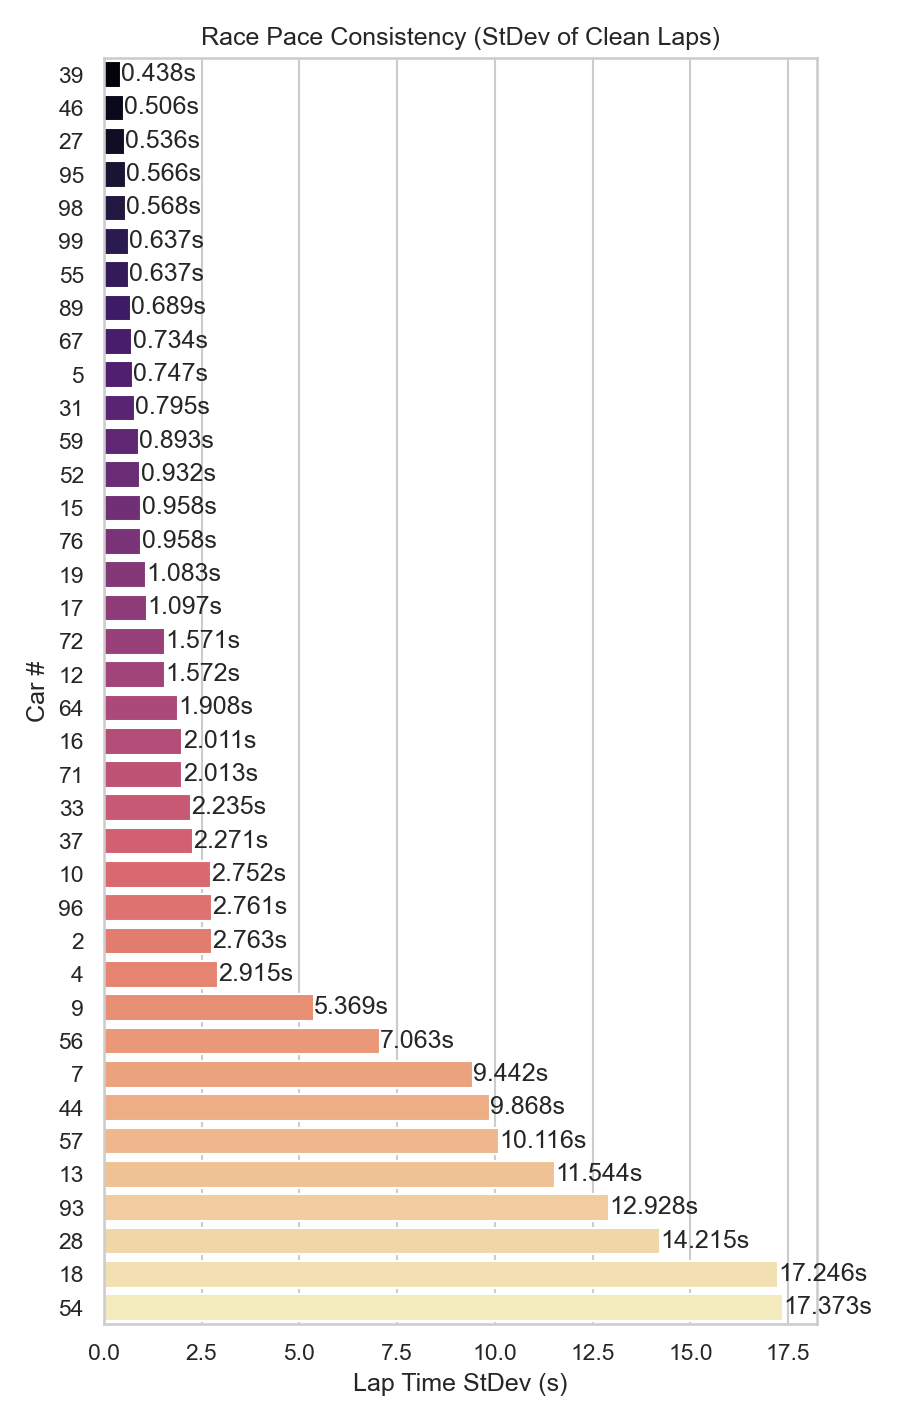 Race Pace Consistency (StDev of Clean Laps)
39 0.438s
46 0.506s
27 0.536s
95 0.566s
98 0.568s
99 0.637s
55 0.637s
89 0.689s
67 0.734s
5 0.747s
31 0.795s
59 0.893s
52 0.932s
15 0.958s
76 0.958s
19 1.083s
17 1.097s
72 1.571s
12 1.572s
64 1.908s
16 2.011s
71 2.013s
33 2.235s
37 2.271s
10 2.752s
96 2.761s
2 2.763s
4 2.915s
9 5.369s
56 7.063s
7 9.442s
44 9.868s
57 10.116s
13 11.544s
93 12.928s
28 14.215s
18 17.246s
54 17.373s
Car #
0.0 2.5 5.0 7.5 10.0 12.5 15.0 17.5
Lap Time StDev (s)